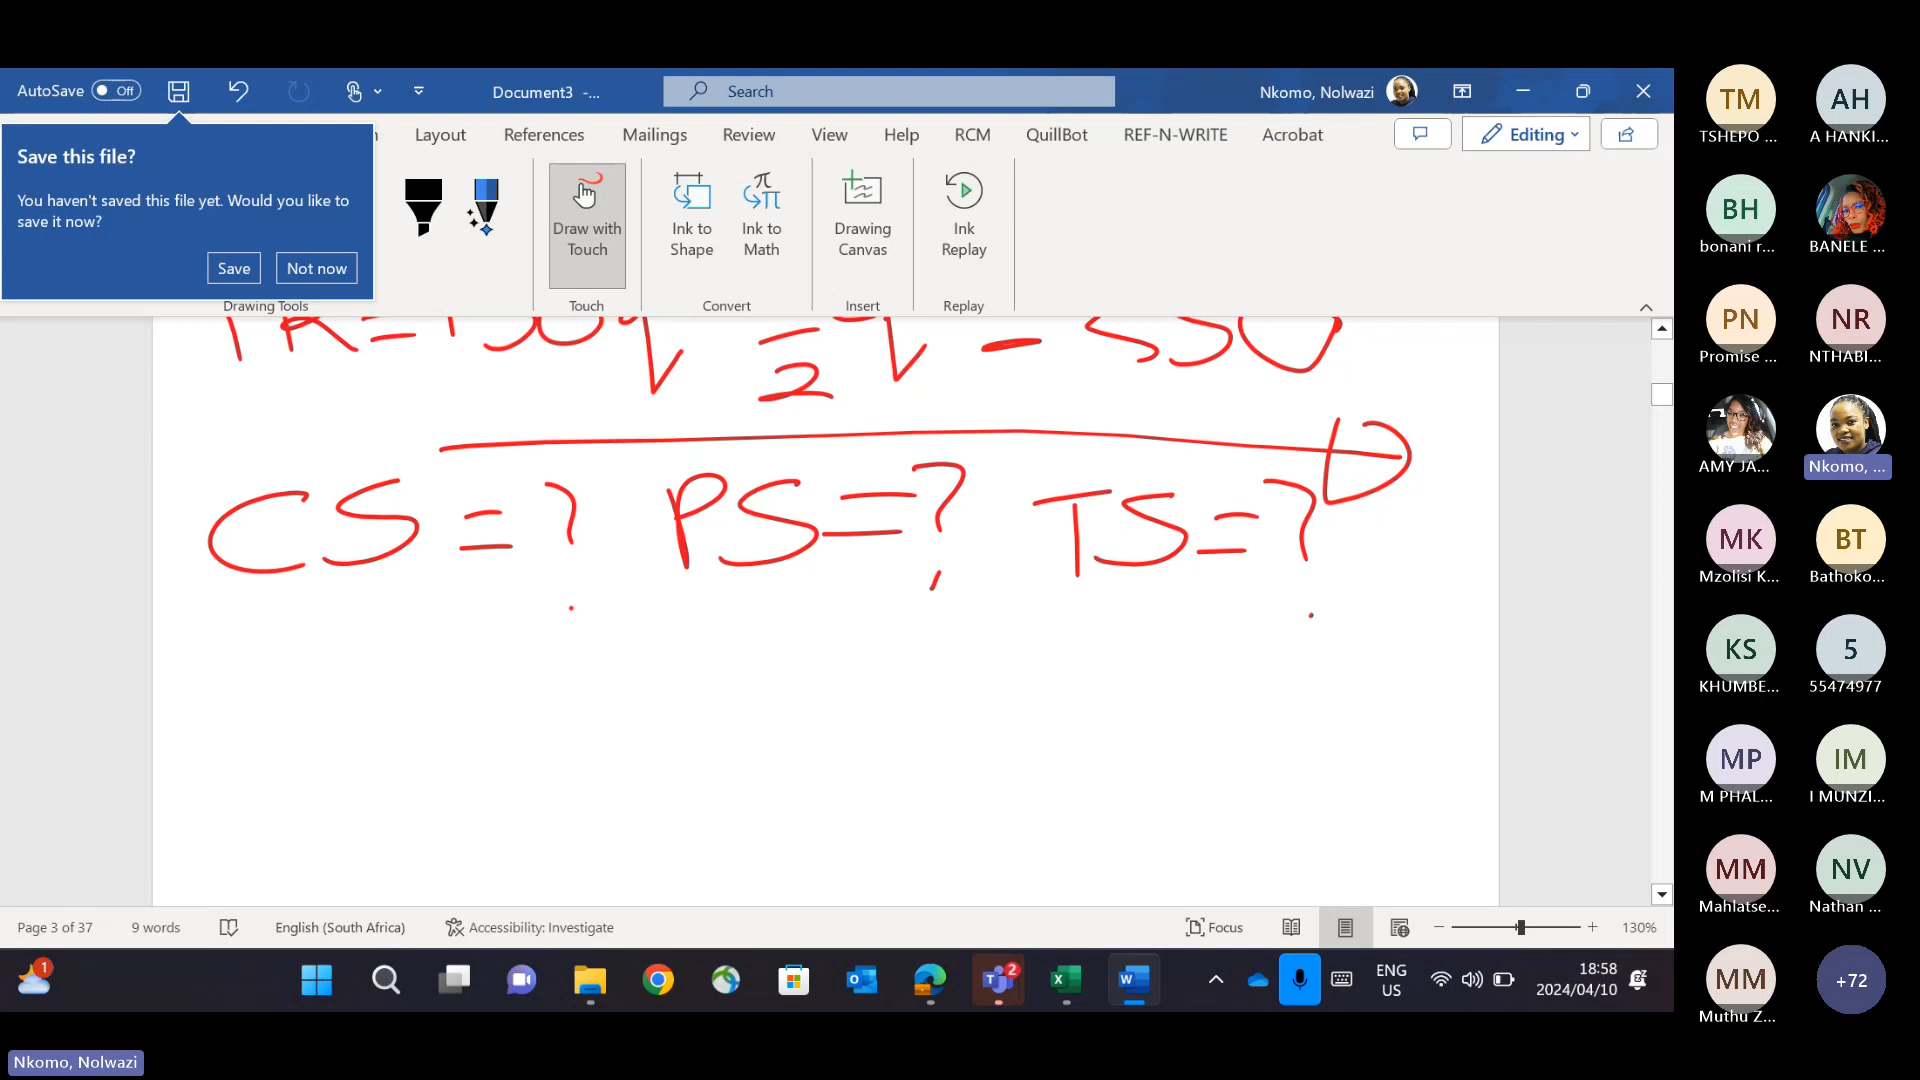 AutoSave Off Document3 -... Search Nkomo, Nolwazi
Layout References Mailings Review View Help RCM QuillBot REF-N-WRITE Acrobat Editing
Save this file?
You haven't saved this file yet. Would you like to
save it now?
Save Not now
Draw with Touch Ink to Shape Ink to Math Drawing Canvas Ink Replay
Drawing Tools Touch Convert Insert Replay
CS = ? PS = ? TS = ?
Page 3 of 37 9 words English (South Africa) Accessibility: Investigate Focus 130%
1 2 ENG US 18:58 2024/04/10
Nkomo, Nolwazi
TM AH
TSHEPO ... A HANKI...
BH
bonani r... BANELE ...
PN NR
Promise ... NTHABI...
AMY JA... Nkomo, ...
MK BT
Mzolisi K... Bathoko...
KS 5
KHUMBE... 55474977
MP IM
M PHAL... I MUNZI...
MM NV
Mahlatse... Nathan ...
MM +72
Muthu Z...